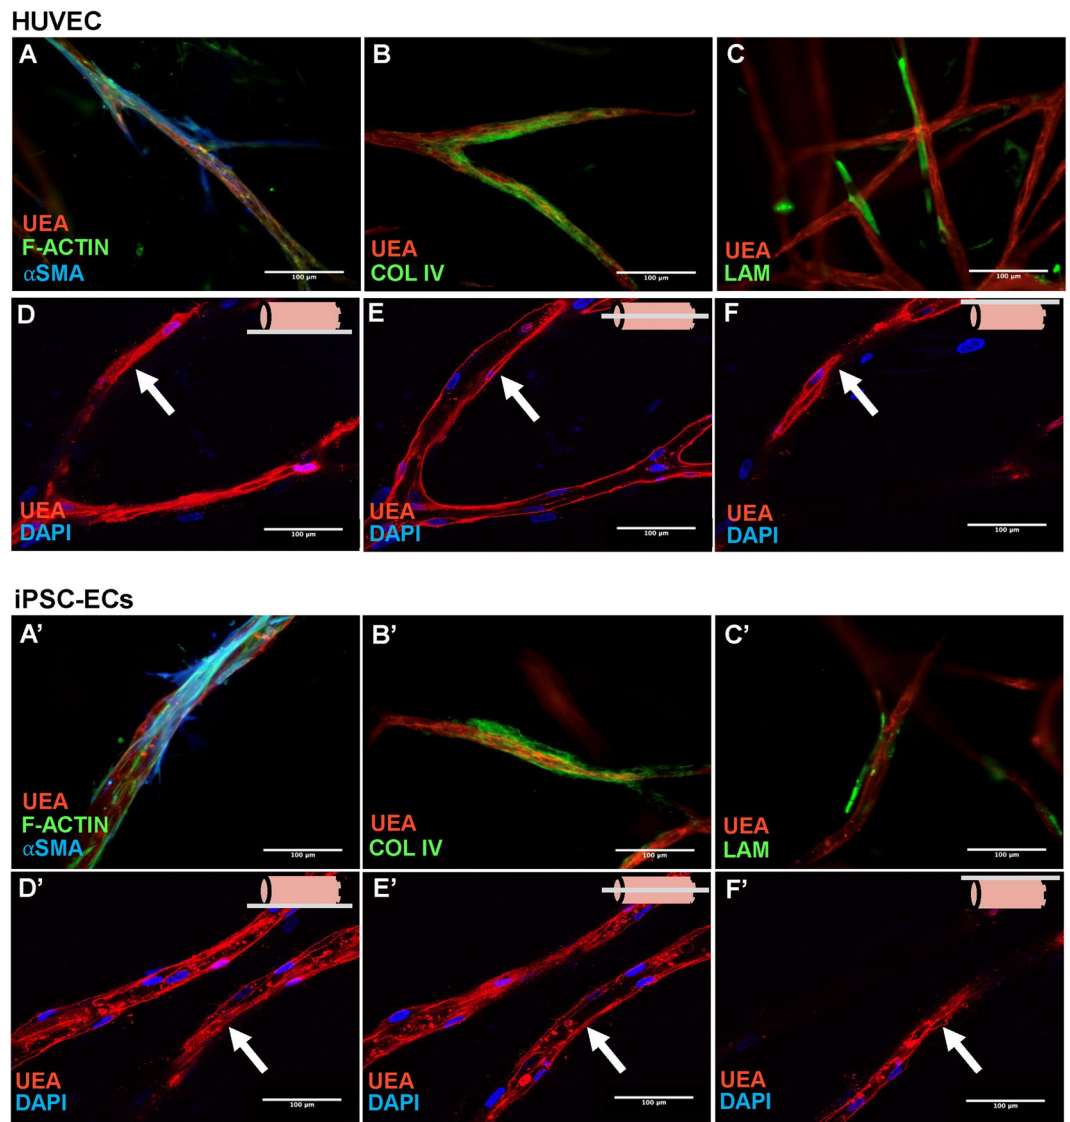 HUVEC
A
UEA
F-ACTIN
αSMA
100 μm
B
UEA
COL IV
100 μm
C
UEA
LAM
100 μm
D
UEA
DAPI
100 μm
E
UEA
DAPI
100 μm
F
UEA
DAPI
100 μm
iPSC-ECs
A’
UEA
F-ACTIN
αSMA
100 μm
B’
UEA
COL IV
100 μm
C’
UEA
LAM
100 μm
D’
UEA
DAPI
100 μm
E’
UEA
DAPI
100 μm
F’
UEA
DAPI
100 μm